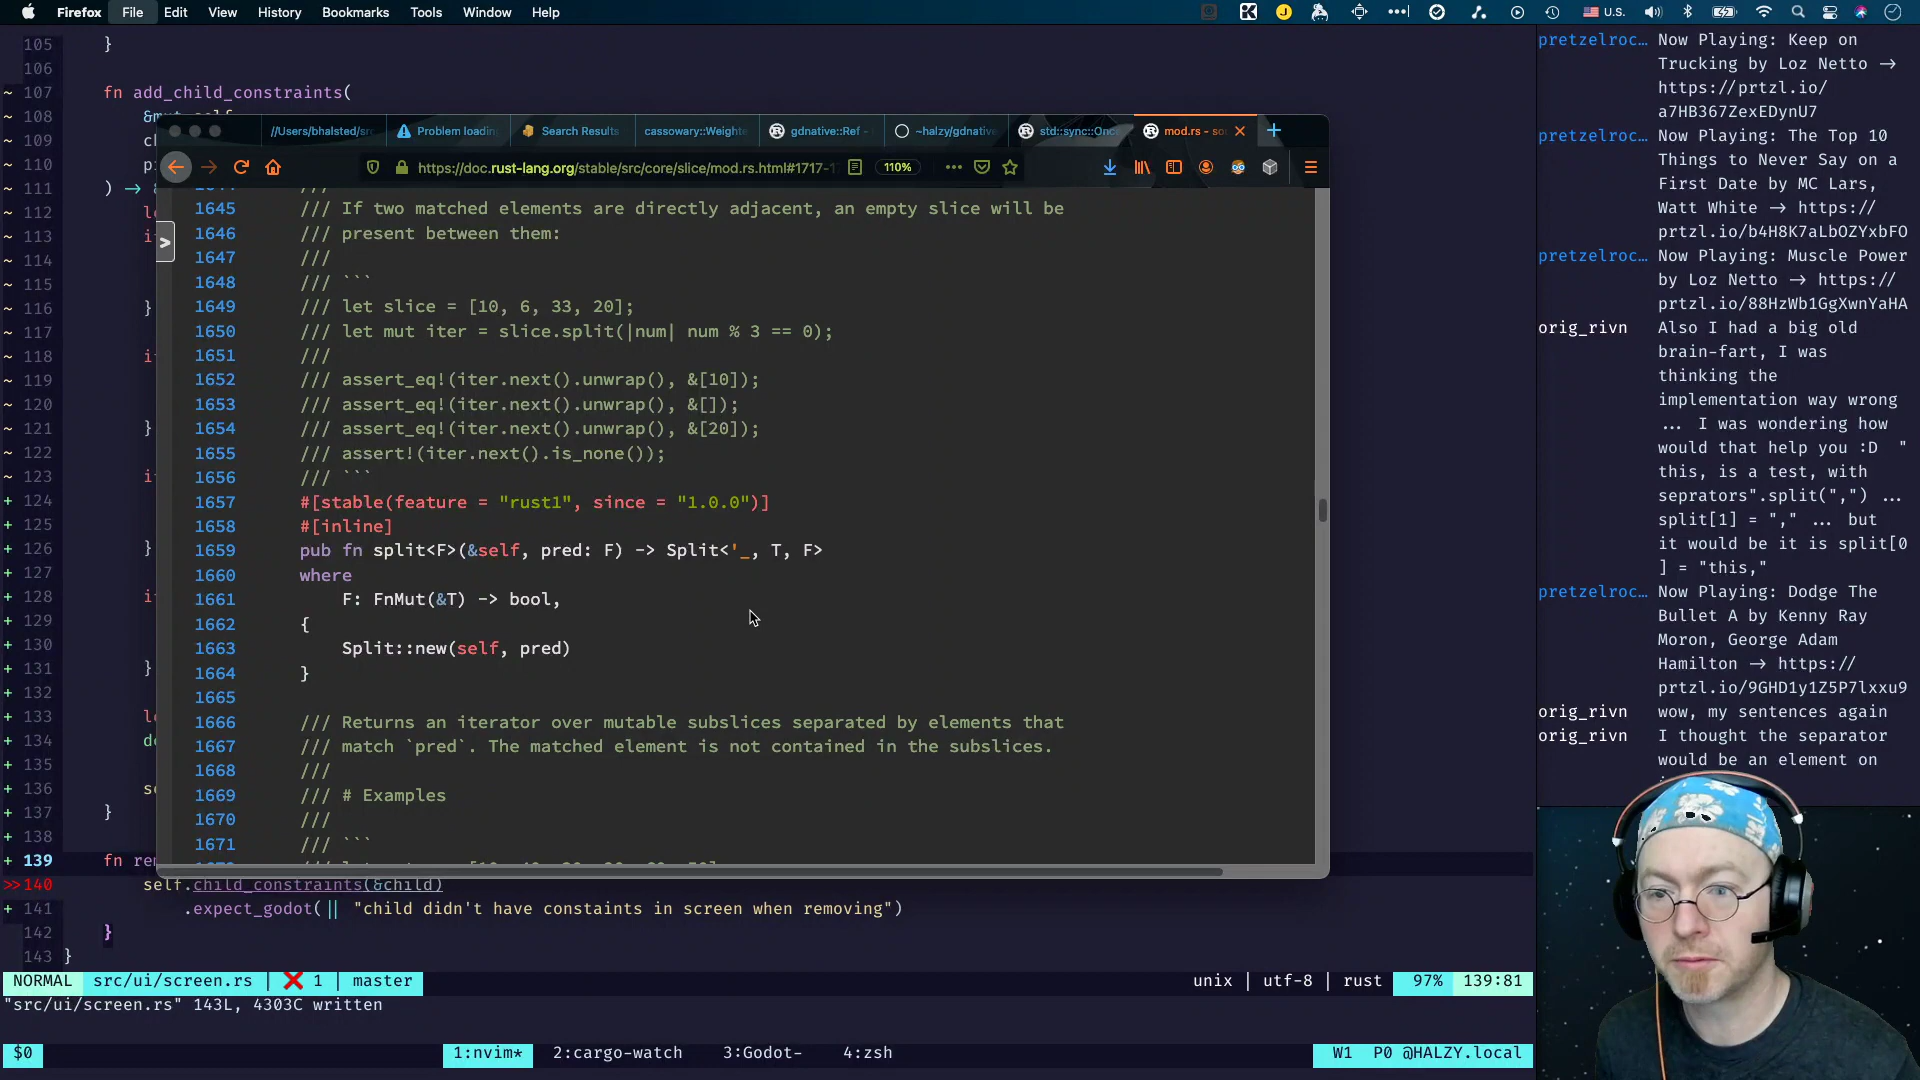 Firefox File Edit View History Bookmarks Tools Window Help U.S.
105 }
106
~ 107 fn add_child_constraints(
~ 108
~ 109
~ 110
~ 111
~ 112
~ 113
~ 114
~ 115
~ 116 }
~ 117
~ 118
~ 119
~ 120
~ 121 }
~ 122
~ 123
+ 124
+ 125
+ 126 }
+ 127
+ 128
+ 129
+ 130
+ 131 }
+ 132
+ 133
+ 134
+ 135
+ 136
+ 137 }
+ 138
+ 139
>>140 self.child_constraints(&child)
+ 141 .expect_godot(|| "child didn't have constaints in screen when removing")
142 }
143 }
//Users/bhalsted/src Problem loading Search Results cassowary::Weighte gdnative::Ref - ~halzy/gdnative std::sync::Once mod.rs - so
https://doc.rust-lang.org/stable/src/core/slice/mod.rs.html#1717-1 110%
>
1645 /// If two matched elements are directly adjacent, an empty slice will be
1646 /// present between them:
1647 ///
1648 /// ```
1649 /// let slice = [10, 6, 33, 20];
1650 /// let mut iter = slice.split(|num| num % 3 == 0);
1651 ///
1652 /// assert_eq!(iter.next().unwrap(), &[10]);
1653 /// assert_eq!(iter.next().unwrap(), &[]);
1654 /// assert_eq!(iter.next().unwrap(), &[20]);
1655 /// assert!(iter.next().is_none());
1656 /// ```
1657 #[stable(feature = "rust1", since = "1.0.0")]
1658 #[inline]
1659 pub fn split<F>(&self, pred: F) -> Split<'_, T, F>
1660 where
1661 F: FnMut(&T) -> bool,
1662 {
1663 Split::new(self, pred)
1664 }
1665
1666 /// Returns an iterator over mutable subslices separated by elements that
1667 /// match `pred`. The matched element is not contained in the subslices.
1668 ///
1669 /// # Examples
1670 ///
1671 /// ```
NORMAL src/ui/screen.rs | ❌ 1 | master unix | utf-8 | rust 97% 139:81
"src/ui/screen.rs" 143L, 4303C written
$0 1:nvim* 2:cargo-watch 3:Godot- 4:zsh W1 P0 @HALZY.local
pretzelroc… Now Playing: Keep on
Trucking by Loz Netto ->
https://prtzl.io/
a7HB367ZexEDynU7
pretzelroc… Now Playing: The Top 10
Things to Never Say on a
First Date by MC Lars,
Watt White -> https://
prtzl.io/b4H8K7aLbOZYxbFO
pretzelroc… Now Playing: Muscle Power
by Loz Netto -> https://
prtzl.io/88HzWb1GgXwnYaHA
orig_rivn Also I had a big old
brain-fart, I was
thinking the
implementation way wrong
... I was wondering how
would that help you :D "
this, is a test, with
seprators".split(",") ...
split[1] = "," ... but
it would be it is split[0
] = "this,"
pretzelroc… Now Playing: Dodge The
Bullet A by Kenny Ray
Moron, George Adam
Hamilton -> https://
prtzl.io/9GHD1y1Z5P7lxxu9
orig_rivn wow, my sentences again
orig_rivn I thought the separator
would be an element on